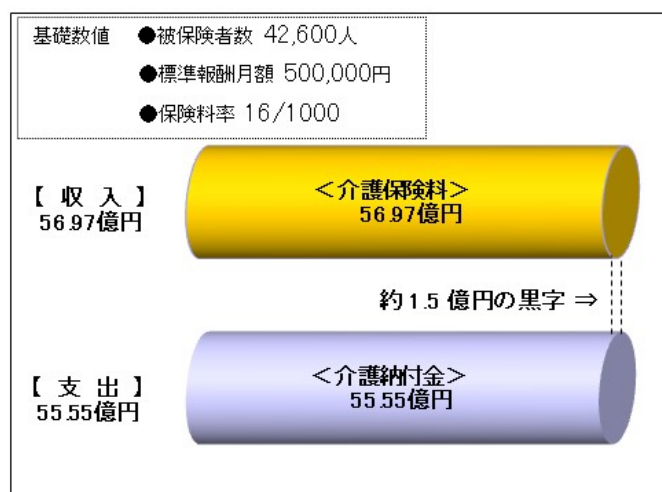 基礎数値 ●被保険者数 42,600人
●標準報酬月額 500,000円
●保険料率 16/1000
【 収 入 】
56.97億円
＜介護保険料＞
56.97億円
約1.5 億円の黒字 ⇒
【 支 出 】
55.55億円
＜介護納付金＞
55.55億円